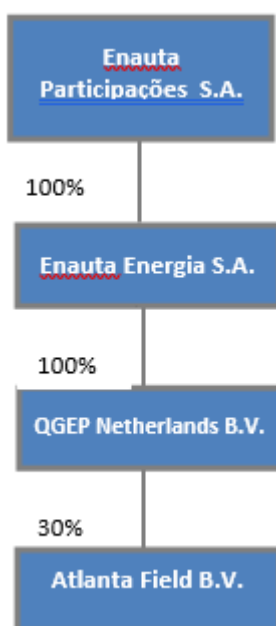 Enauta
Participações S.A.
100%
Enauta Energia S.A.
100%
QGEP Netherlands B.V.
30%
Atlanta Field B.V.